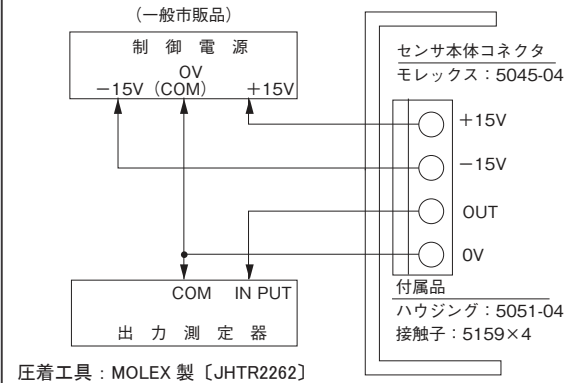 （一般市販品）
制 御 電 源
0V
−15V（COM） +15V
センサ本体コネクタ
モレックス：5045-04
+15V
−15V
OUT
0V
COM IN PUT
出 力 測 定 器
付属品
ハウジング：5051-04
接触子：5159×4
圧着工具：MOLEX 製〔JHTR2262〕